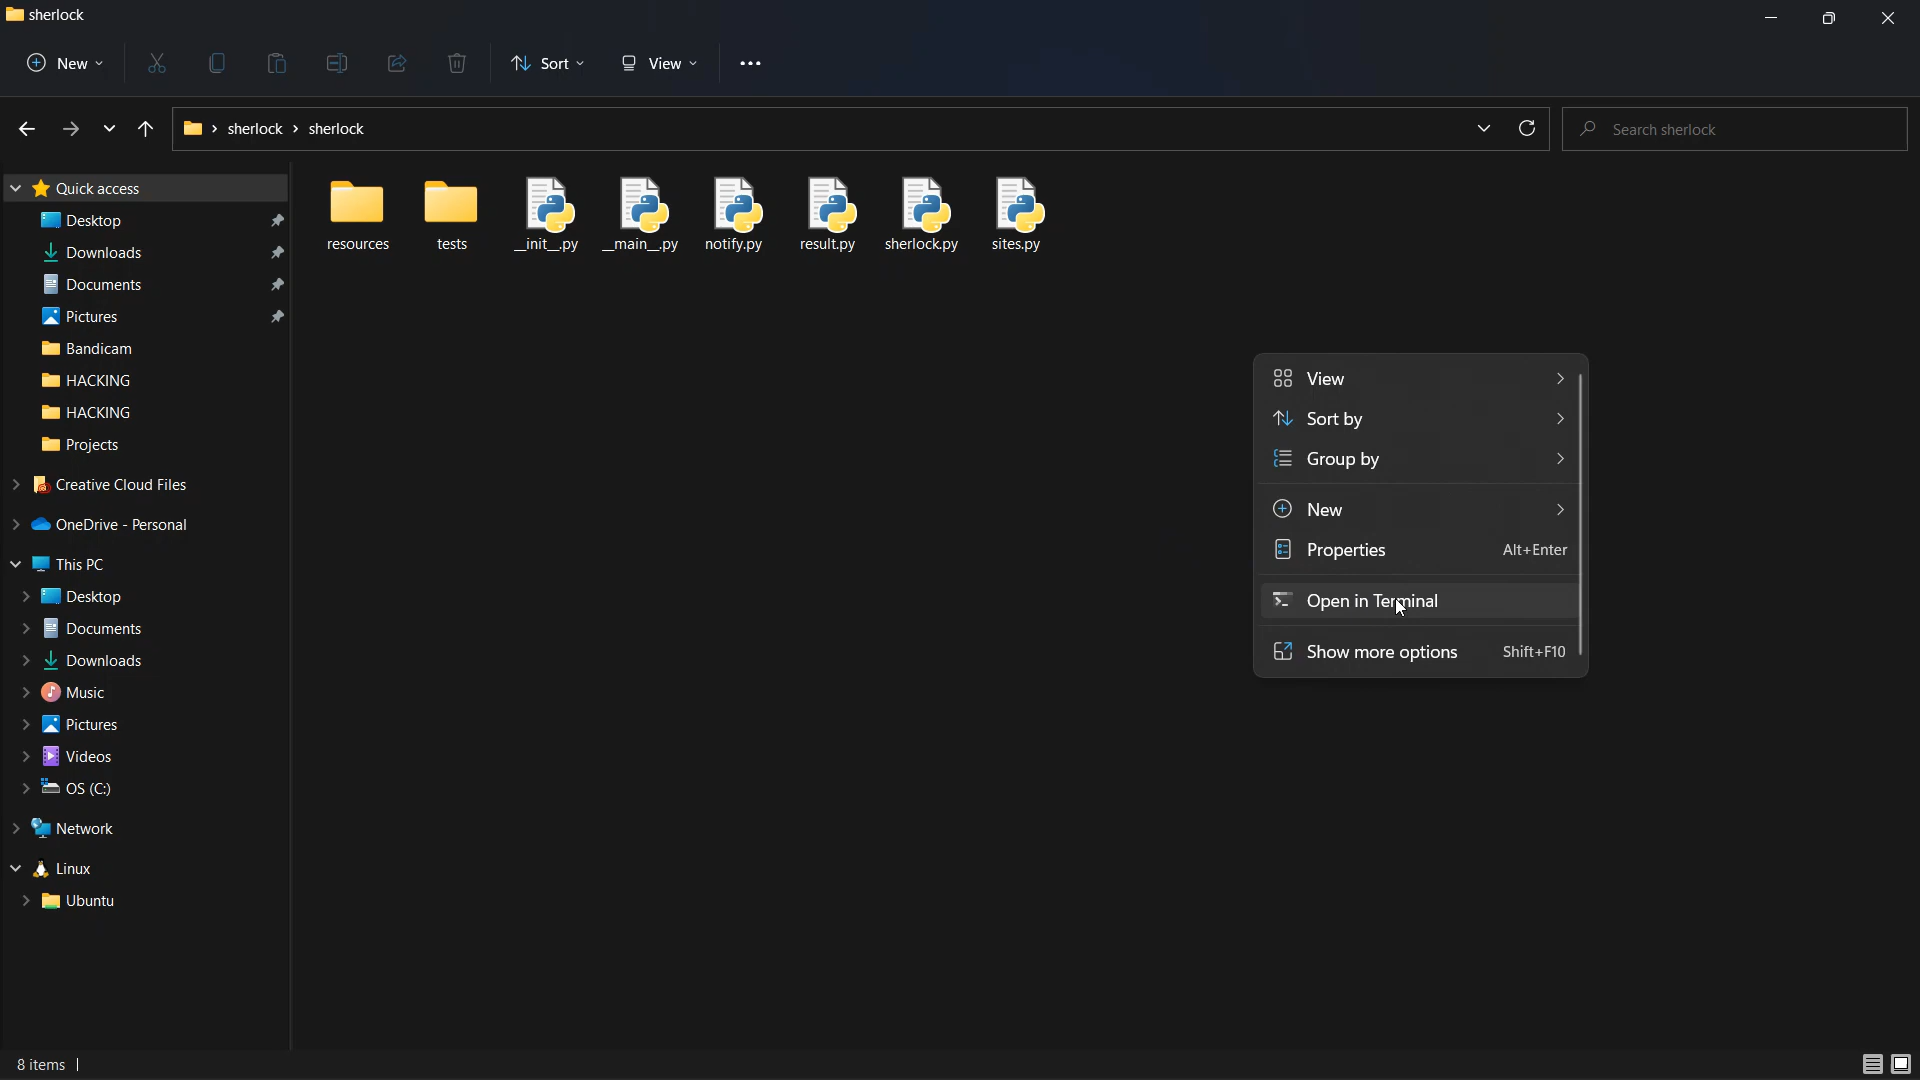 sherlock
New
Sort
View
sherlock > sherlock
Search sherlock
Quick access
Desktop
Downloads
Documents
Pictures
Bandicam
HACKING
HACKING
Projects
Creative Cloud Files
OneDrive - Personal
This PC
Desktop
Documents
Downloads
Music
Pictures
Videos
OS (C:)
Network
Linux
Ubuntu
resources
tests
__init__.py
__main__.py
notify.py
result.py
sherlock.py
sites.py
View
Sort by
Group by
New
Properties Alt+Enter
Open in Terminal
Show more options Shift+F10
8 items